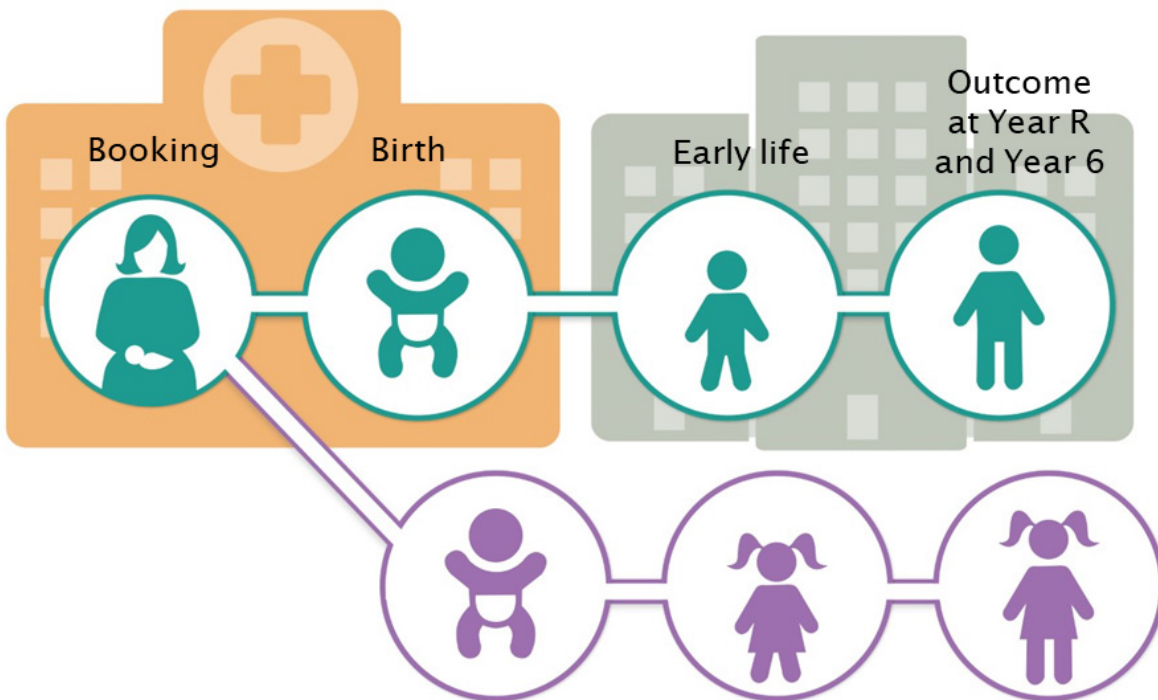 Booking
Birth
Early life
Outcome
at Year R
and Year 6